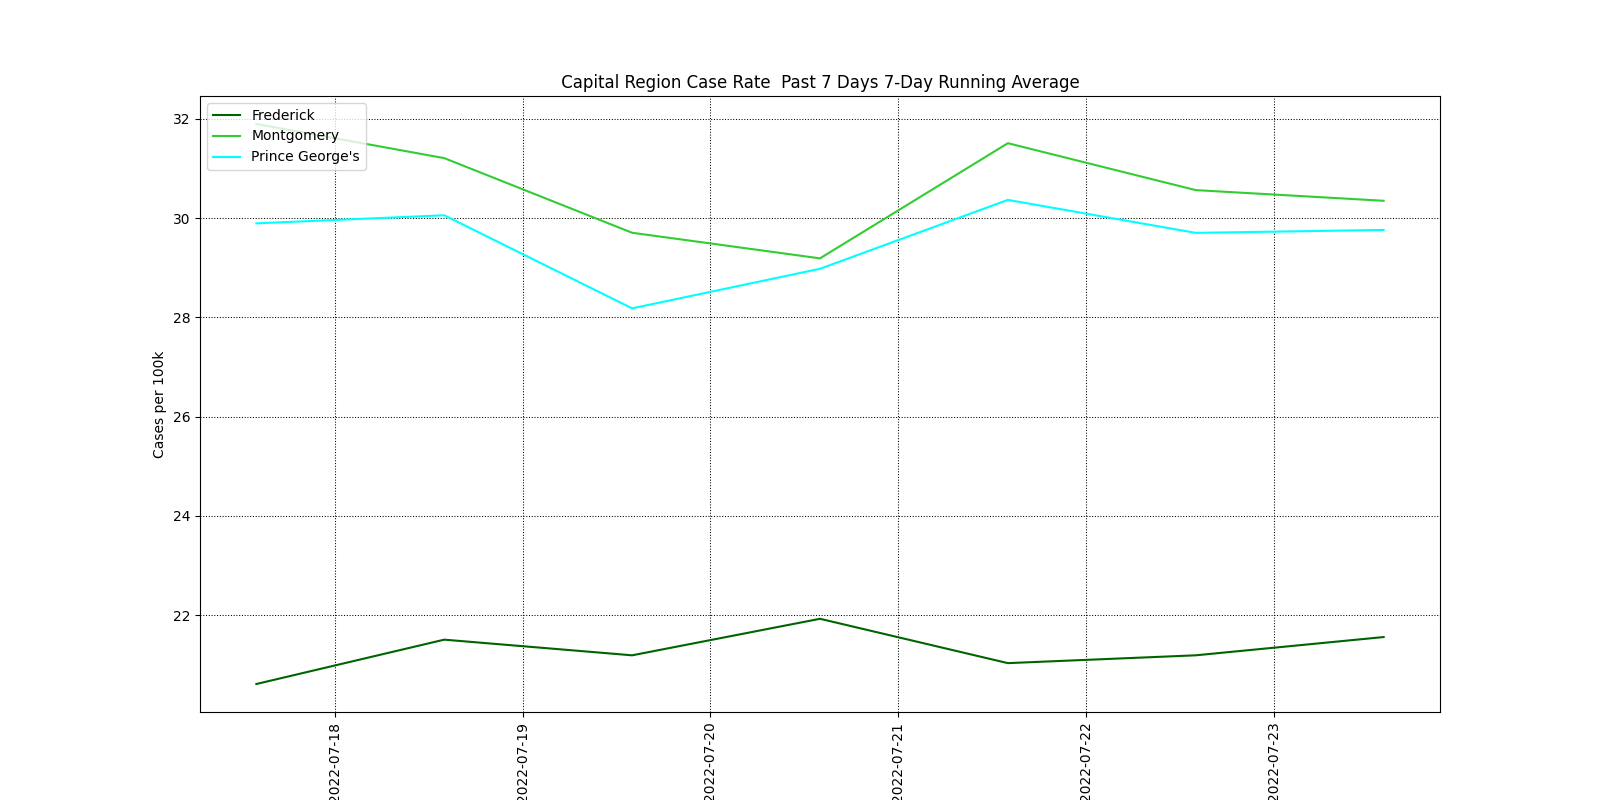 Capital Region Case Rate  Past 7 Days 7-Day Running Average
Frederick
Montgomery
Prince George's
Cases per 100k
32
30
28
26
24
22
2022-07-18
2022-07-19
2022-07-20
2022-07-21
2022-07-22
2022-07-23